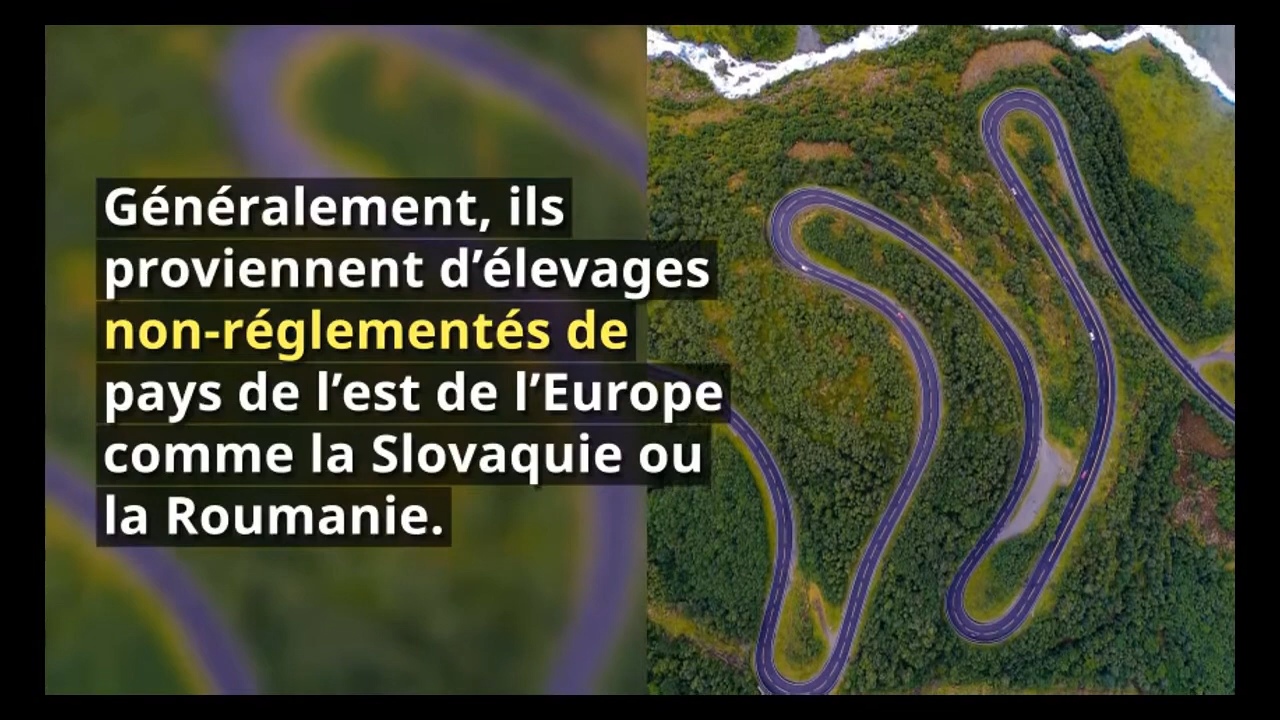 Généralement, ils
proviennent d’élevages
non-réglementés de
pays de l’est de l’Europe
comme la Slovaquie ou
la Roumanie.